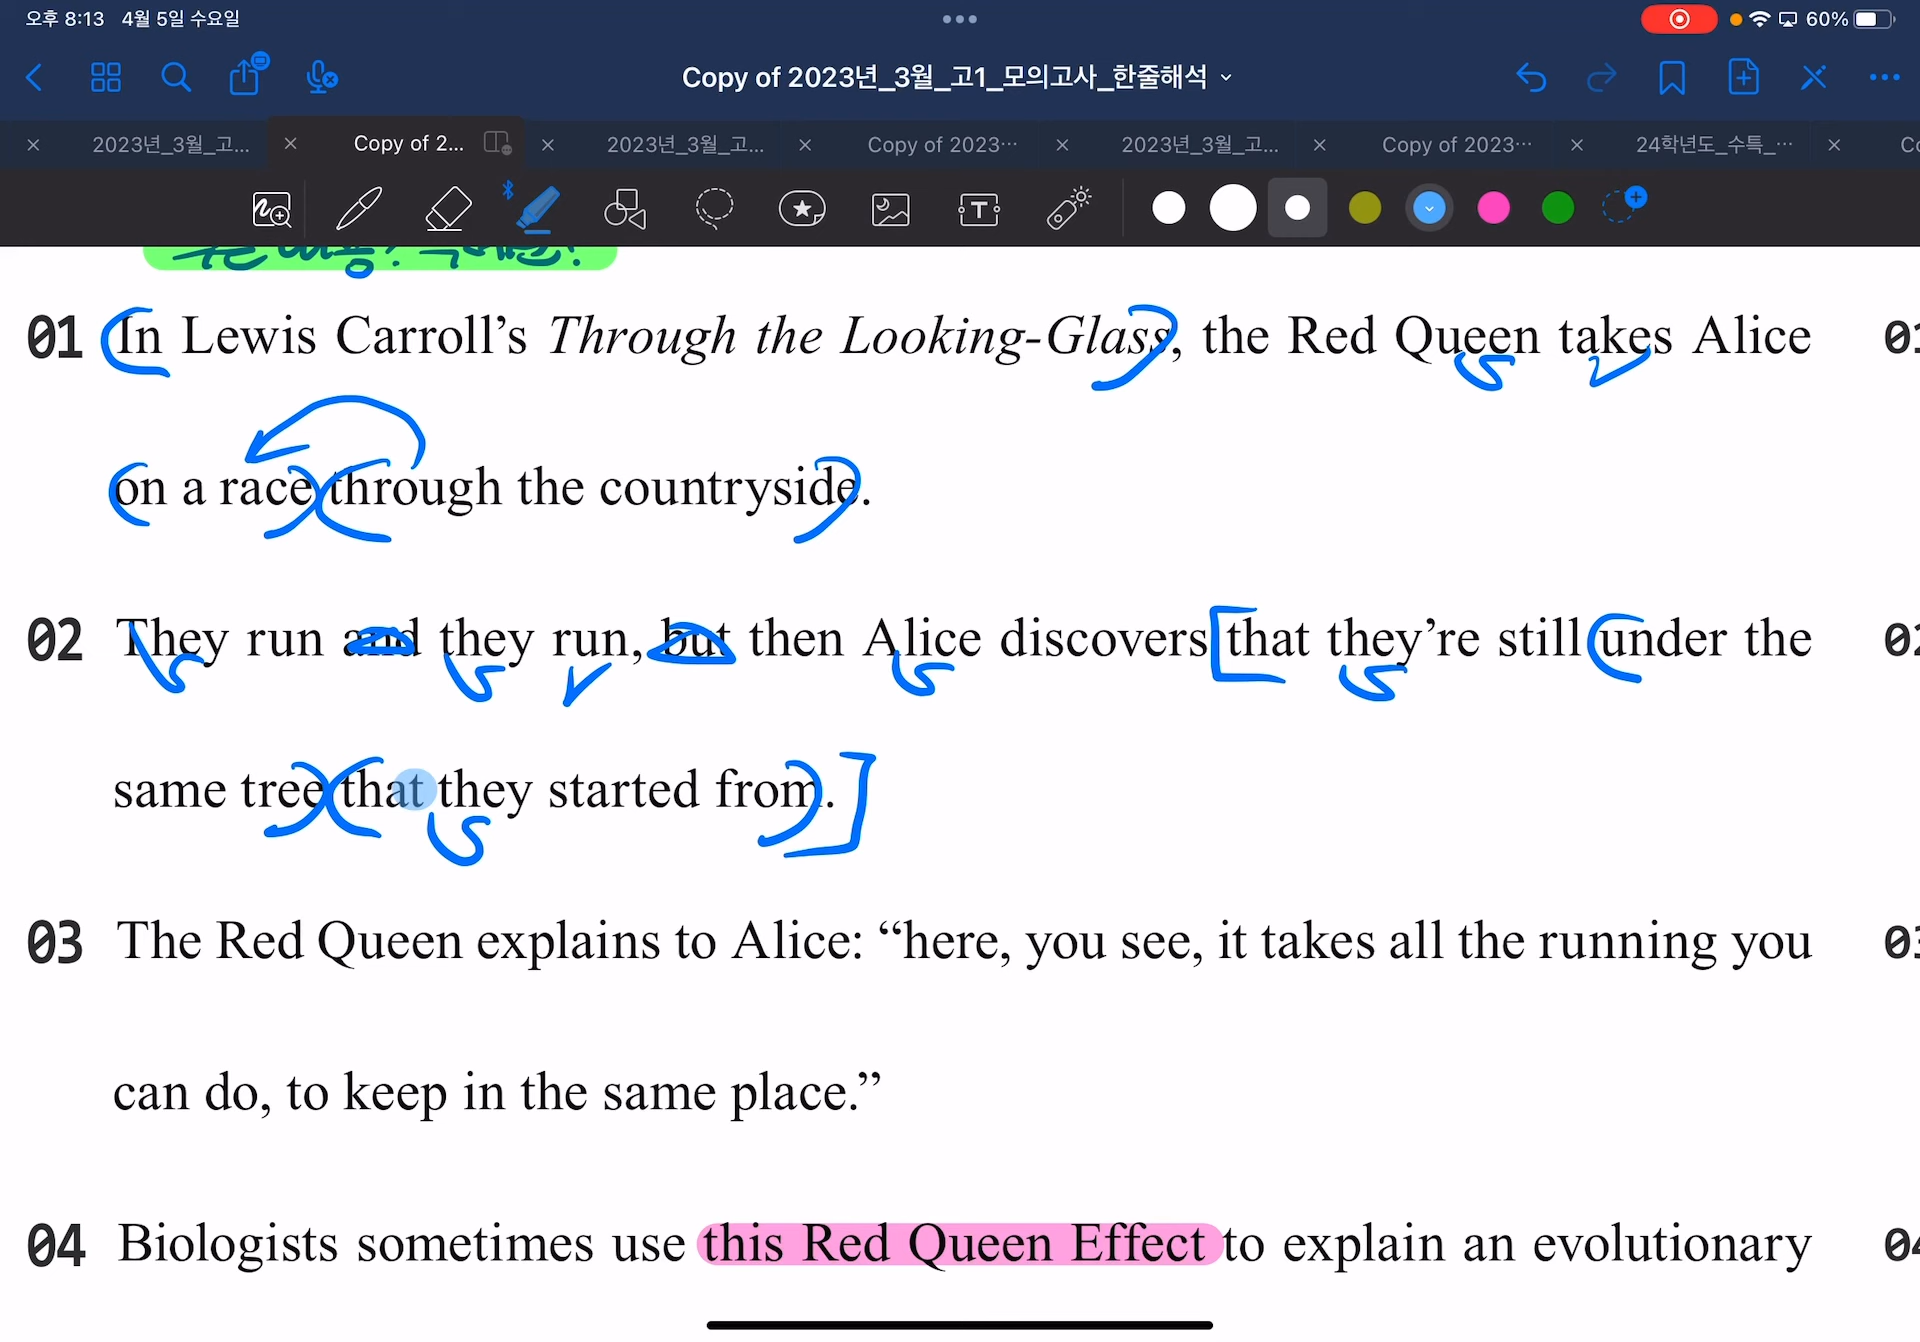 오후 8:13 4월 5일 수요일
60%
Copy of 2023년_3월_고1_모의고사_한줄해석
2023년_3월_고... Copy of 2... 2023년_3월_고... Copy of 2023··· 2023년_3월_고... Copy of 2023··· 24학년도_수특_···
01 In Lewis Carroll’s Through the Looking-Glass, the Red Queen takes Alice
on a race through the countryside.
02 They run and they run, but then Alice discovers that they’re still under the
same tree that they started from.
03 The Red Queen explains to Alice: “here, you see, it takes all the running you
can do, to keep in the same place.”
04 Biologists sometimes use this Red Queen Effect to explain an evolutionary